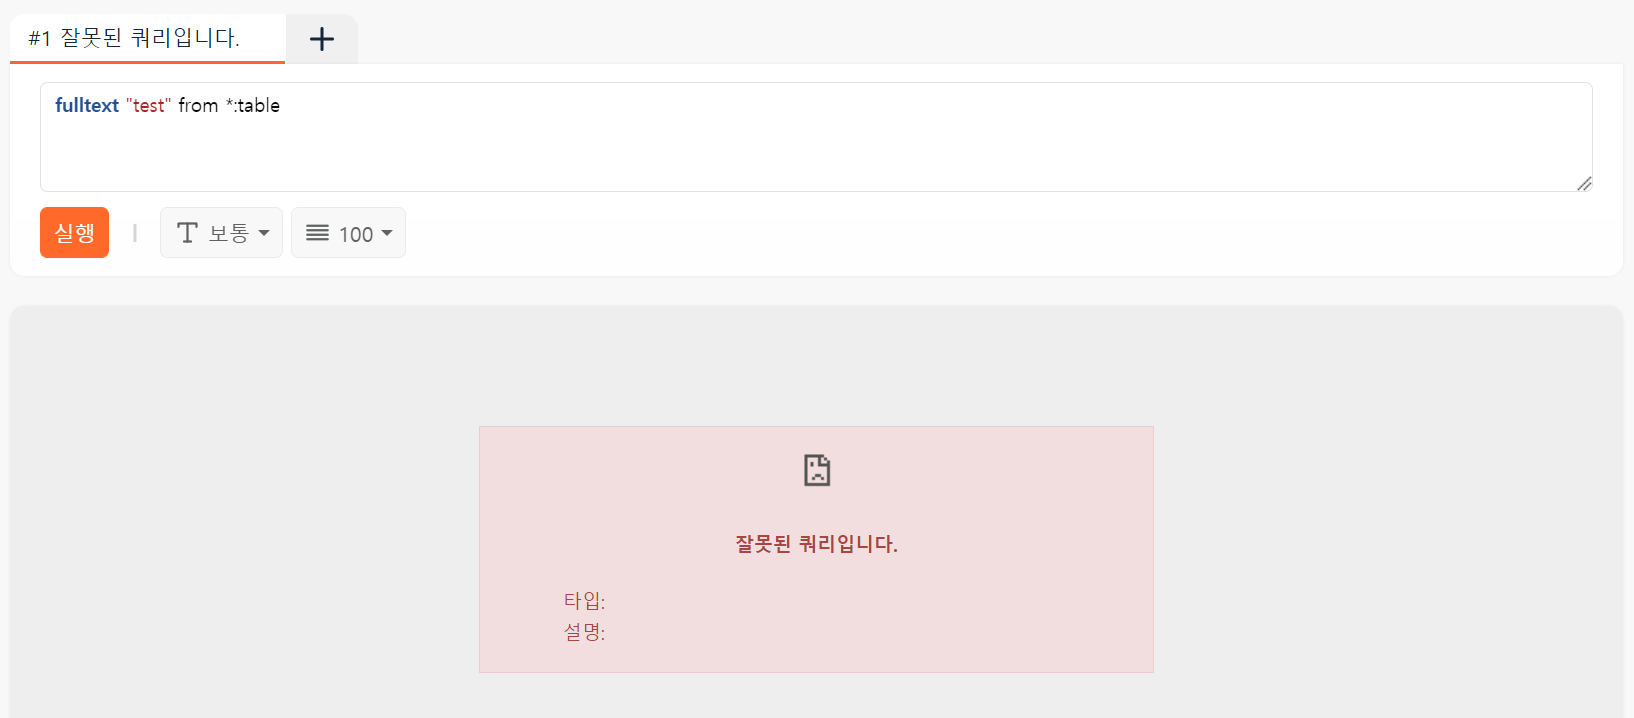 #1 잘못된 쿼리입니다.
fulltext "test" from *:table
실행 보통 100
잘못된 쿼리입니다.
타입:
설명: